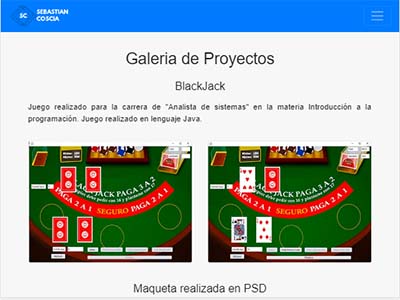 SC
SEBASTIAN
COSCIA
Galeria de Proyectos
BlackJack
Juego realizado para la carrera de "Analista de sistemas" en la materia Introducción a la
programación. Juego realizado en lenguaje Java.
BLACKJACK PAGA 3 A 2
PAGA 2 A 1 SEGURO PAGA 2 A 1
BLACKJACK PAGA 3 A 2
PAGA 2 A 1 SEGURO PAGA 2 A 1
Maqueta realizada en PSD